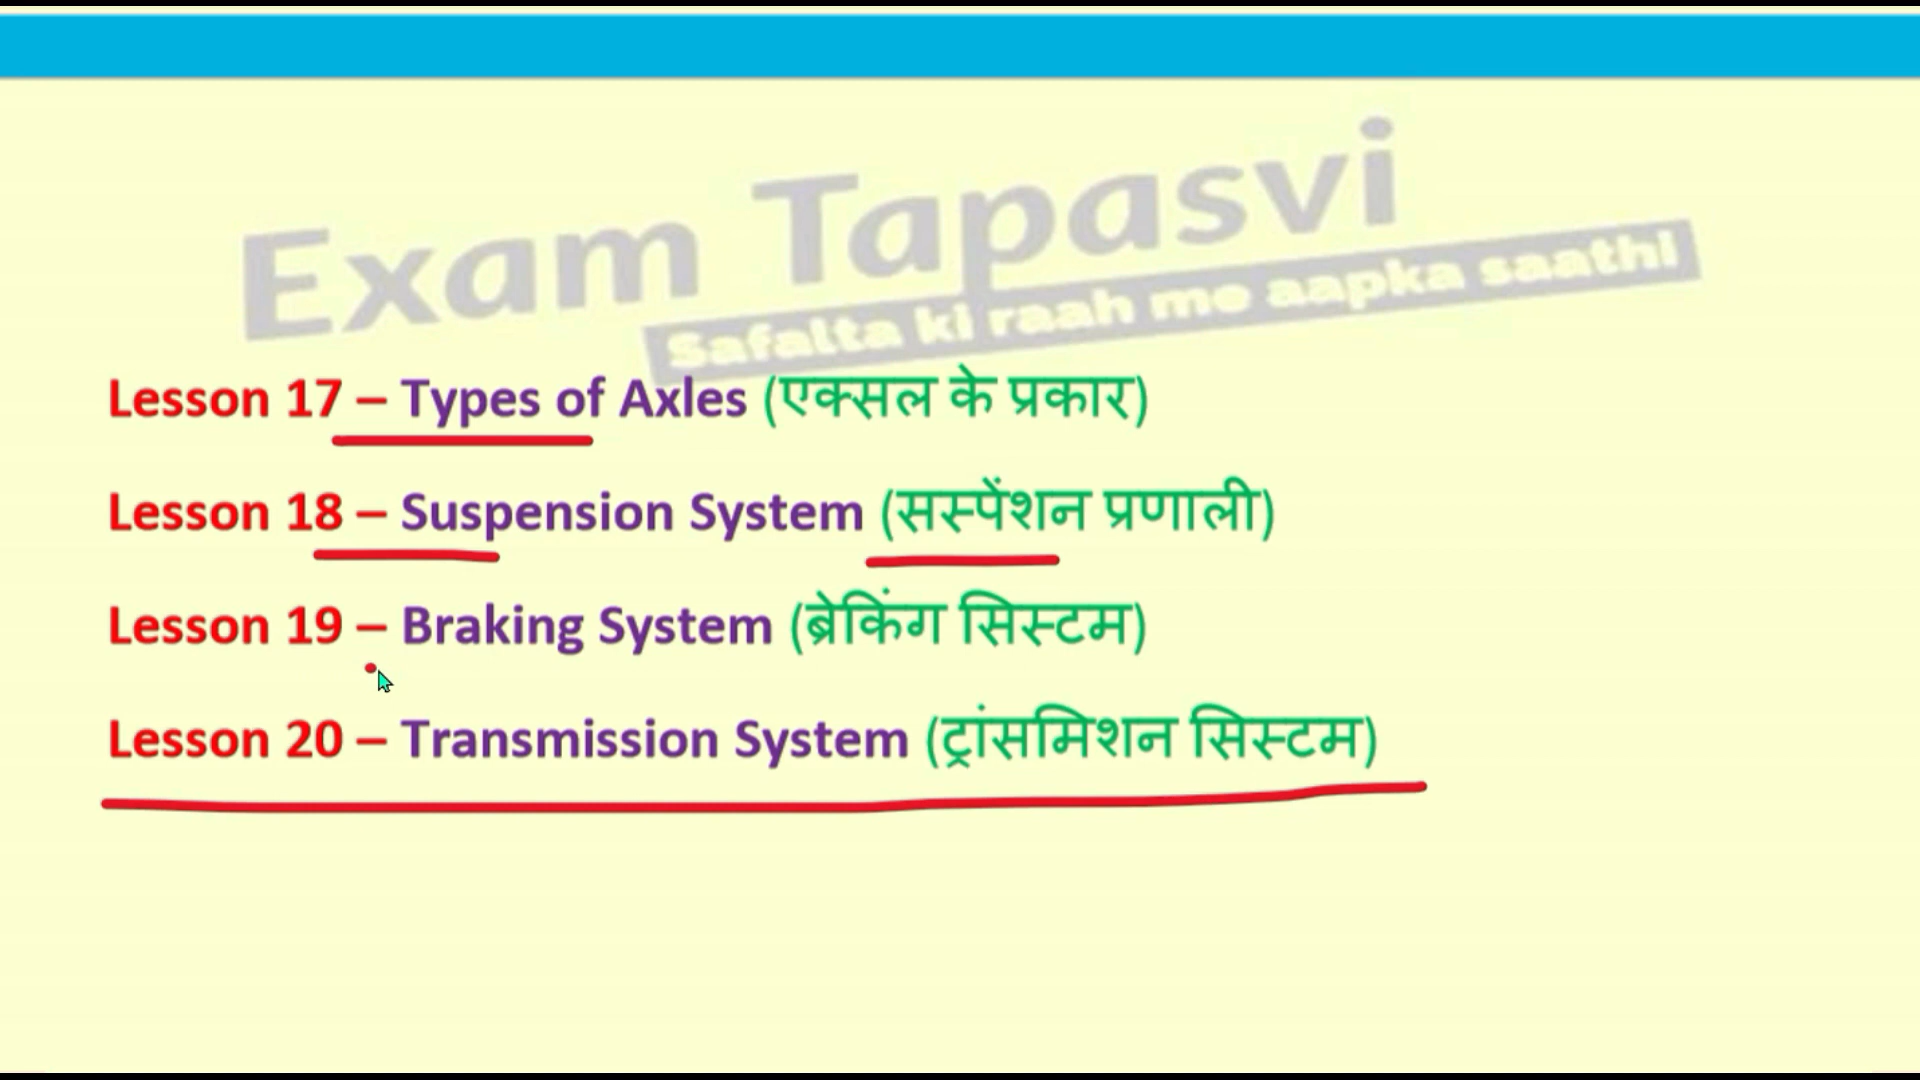 Exam Tapasvi
Safalta ki raah me aapka saathi
Lesson 17 – Types of Axles (एक्सल के प्रकार)
Lesson 18 – Suspension System (सस्पेंशन प्रणाली)
Lesson 19 – Braking System (ब्रेकिंग सिस्टम)
Lesson 20 – Transmission System (ट्रांसमिशन सिस्टम)